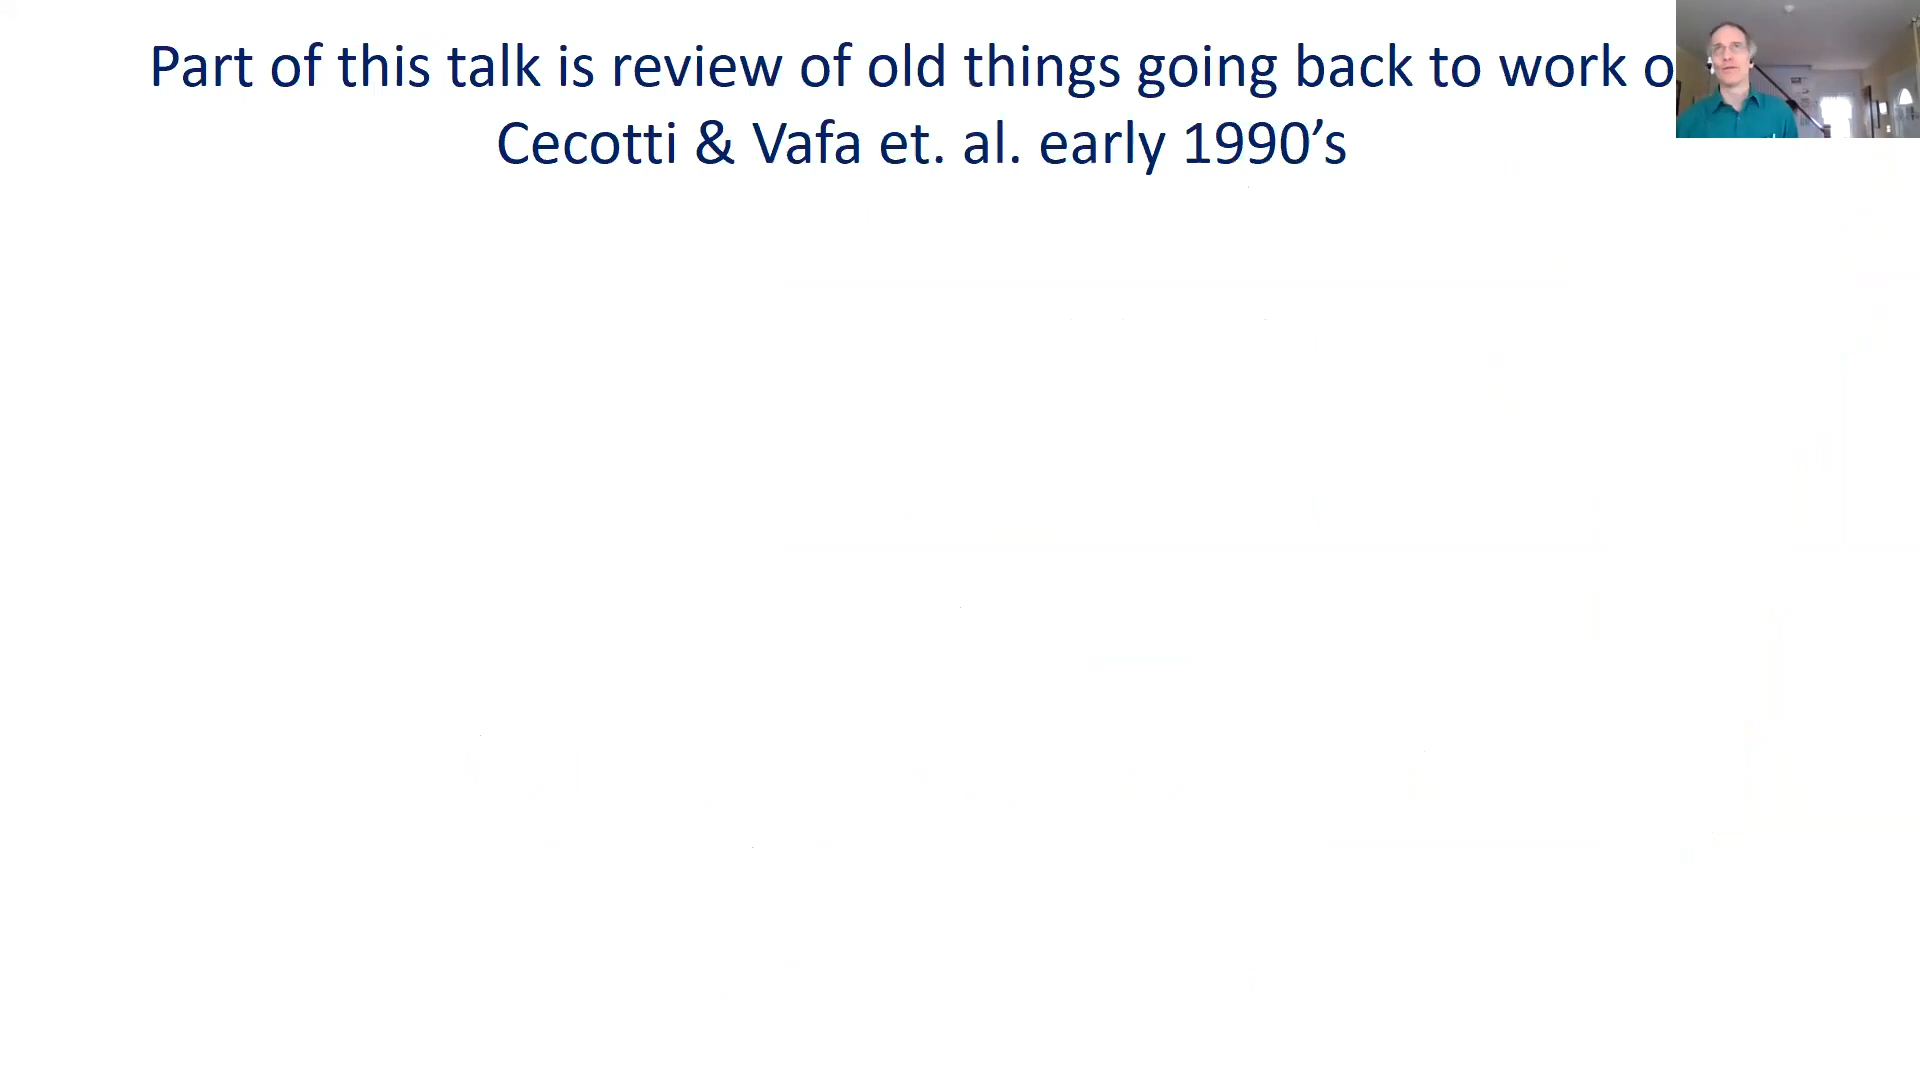 Part of this talk is review of old things going back to work o
Cecotti & Vafa et. al. early 1990’s